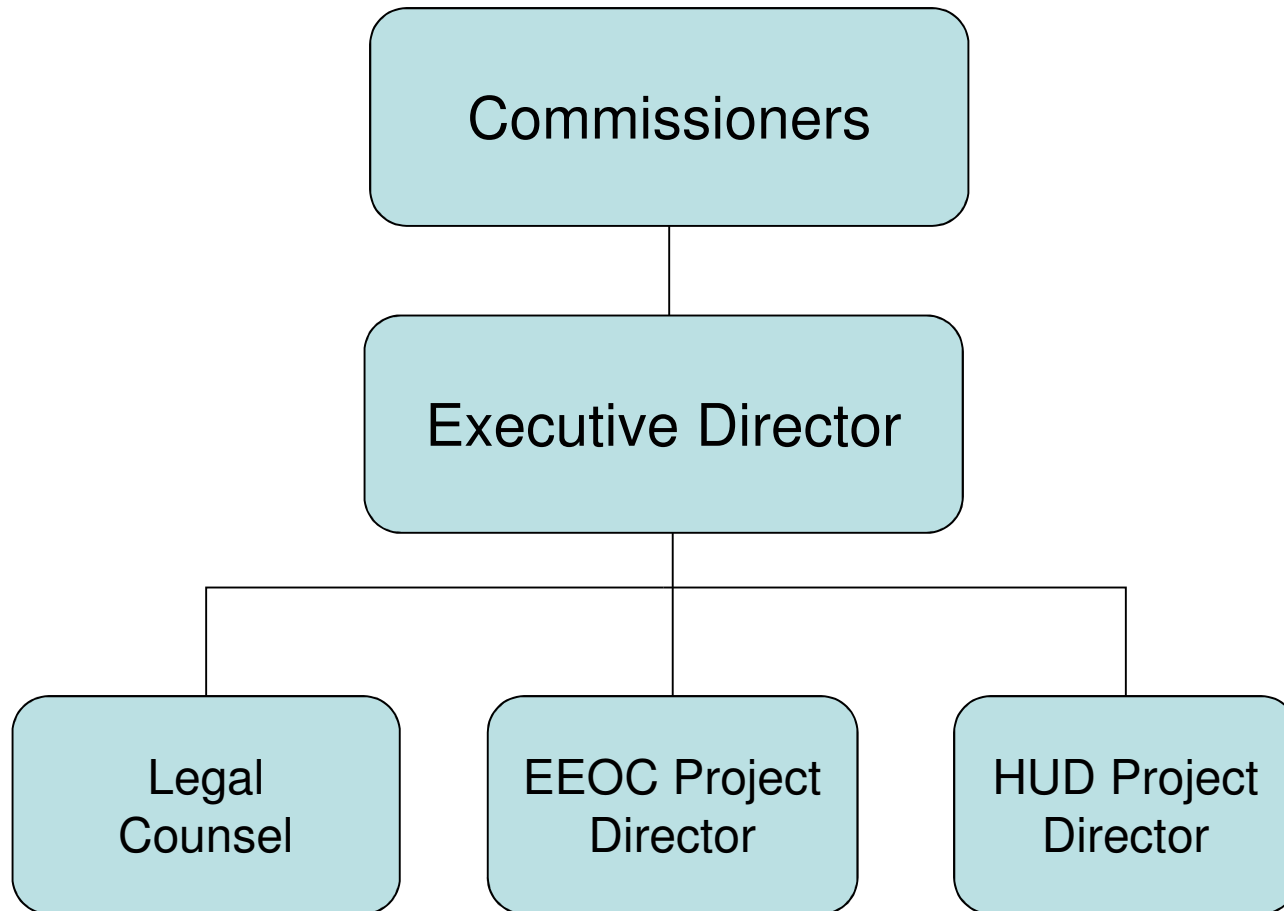 Commissioners
Executive Director
Legal
Counsel
EEOC Project
Director
HUD Project
Director